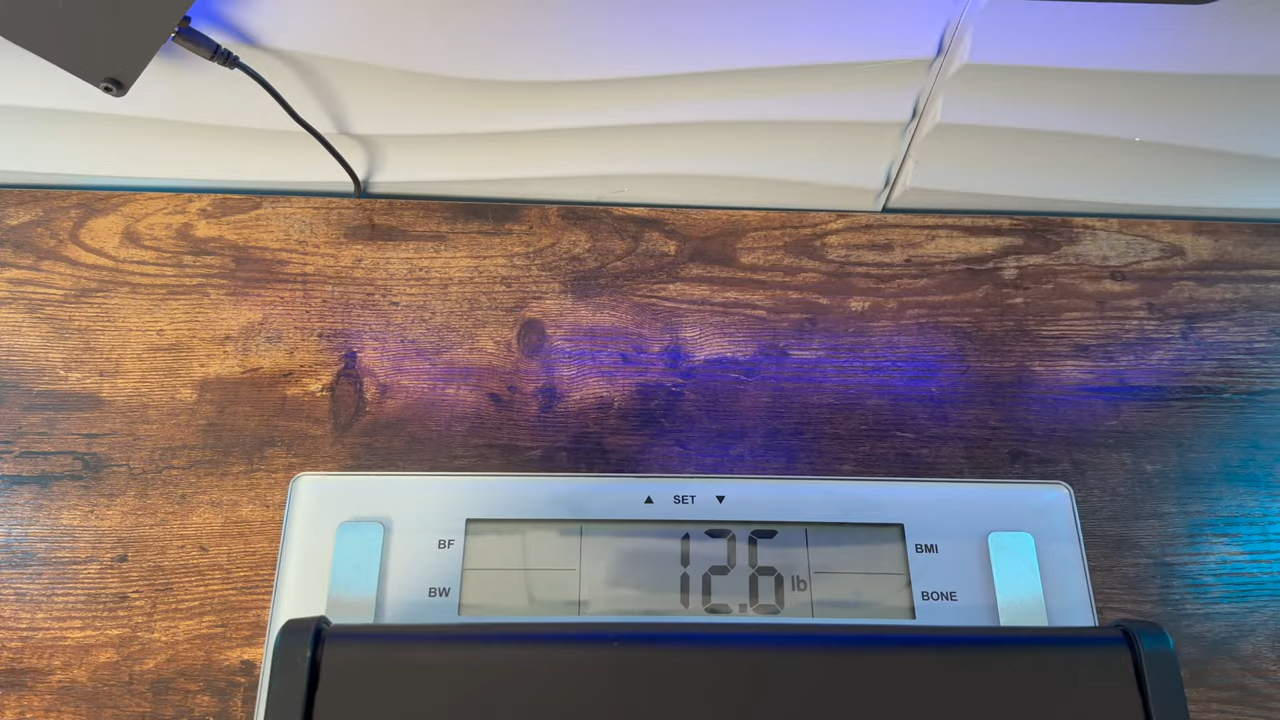 ▲ SET ▼
BF
BW
12.6 lb
BMI
BONE